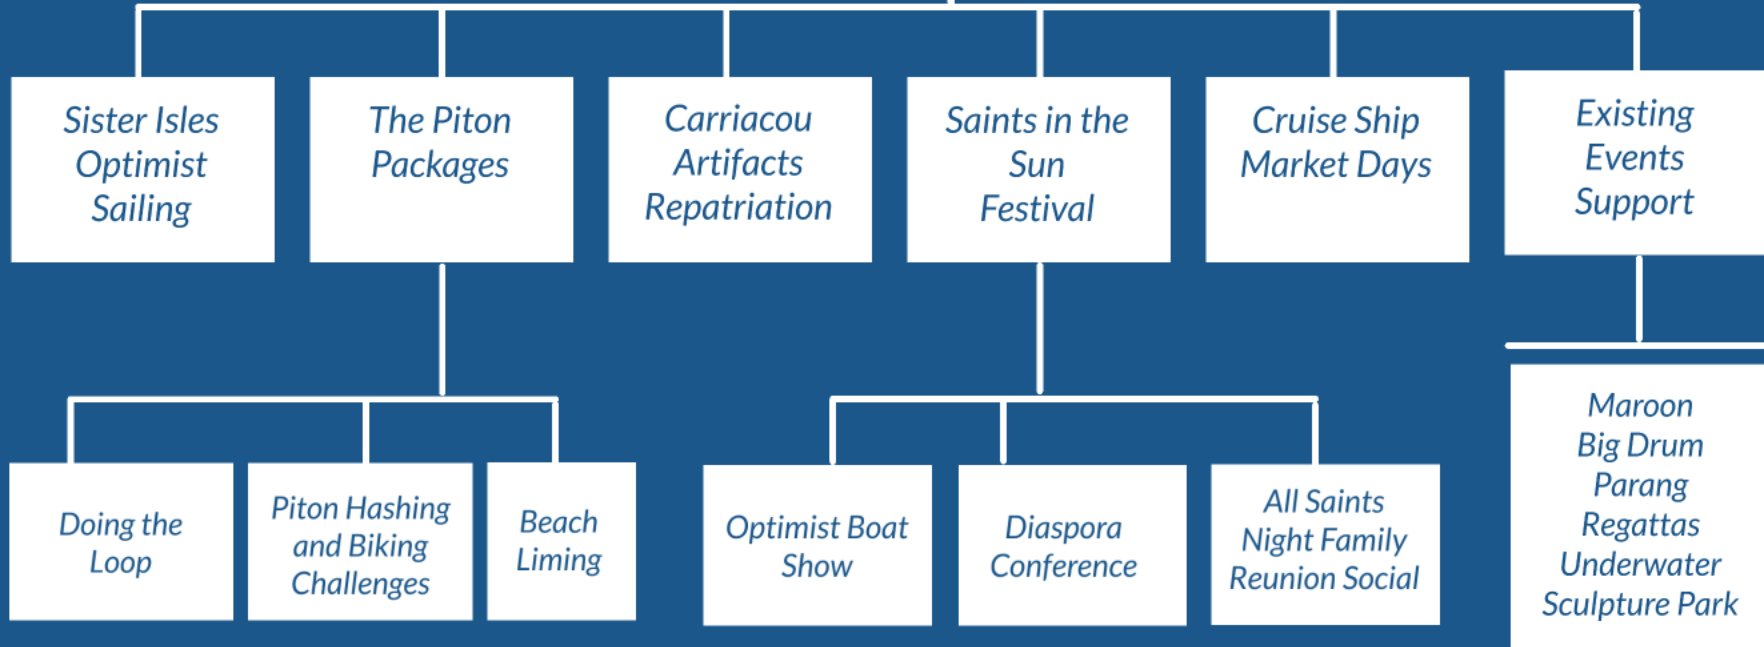 Sister Isles
Optimist
Sailing
The Piton
Packages
Carriacou
Artifacts
Repatriation
Saints in the
Sun
Festival
Cruise Ship
Market Days
Existing
Events
Support
Doing the
Loop
Piton Hashing
and Biking
Challenges
Beach
Liming
Optimist Boat
Show
Diaspora
Conference
All Saints
Night Family
Reunion Social
Maroon
Big Drum
Parang
Regattas
Underwater
Sculpture Park